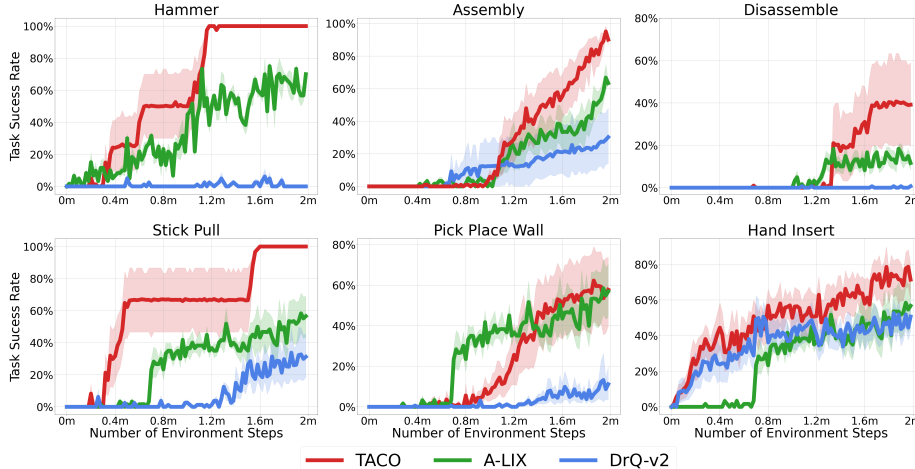 Hammer
Assembly
Disassemble
Task Sucess Rate
100%
80%
60%
40%
20%
0%
0m 0.4m 0.8m 1.2m 1.6m 2m
100%
80%
60%
40%
20%
0%
0m 0.4m 0.8m 1.2m 1.6m 2m
80%
60%
40%
20%
0%
0m 0.4m 0.8m 1.2m 1.6m 2m
Stick Pull
Pick Place Wall
Hand Insert
Task Sucess Rate
100%
80%
60%
40%
20%
0%
0m 0.4m 0.8m 1.2m 1.6m 2m
Number of Environment Steps
80%
60%
40%
20%
0%
0m 0.4m 0.8m 1.2m 1.6m 2m
Number of Environment Steps
80%
60%
40%
20%
0%
0m 0.4m 0.8m 1.2m 1.6m 2m
Number of Environment Steps
TACO A-LIX DrQ-v2